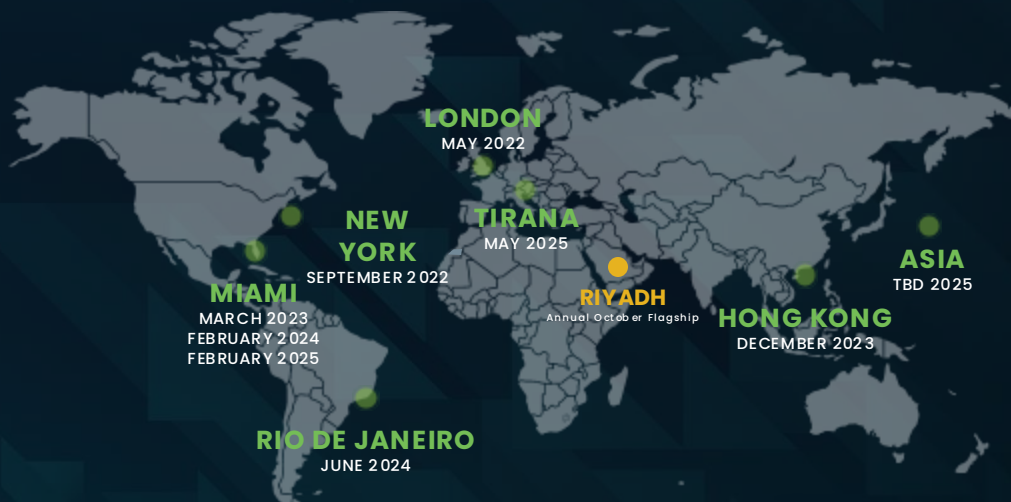 LONDON
MAY 2022
NEW
YORK
SEPTEMBER 2022
TIRANA
MAY 2025
MIAMI
MARCH 2023
FEBRUARY 2024
FEBRUARY 2025
RIYADH
Annual October Flagship
ASIA
TBD 2025
HONG KONG
DECEMBER 2023
RIO DE JANEIRO
JUNE 2024